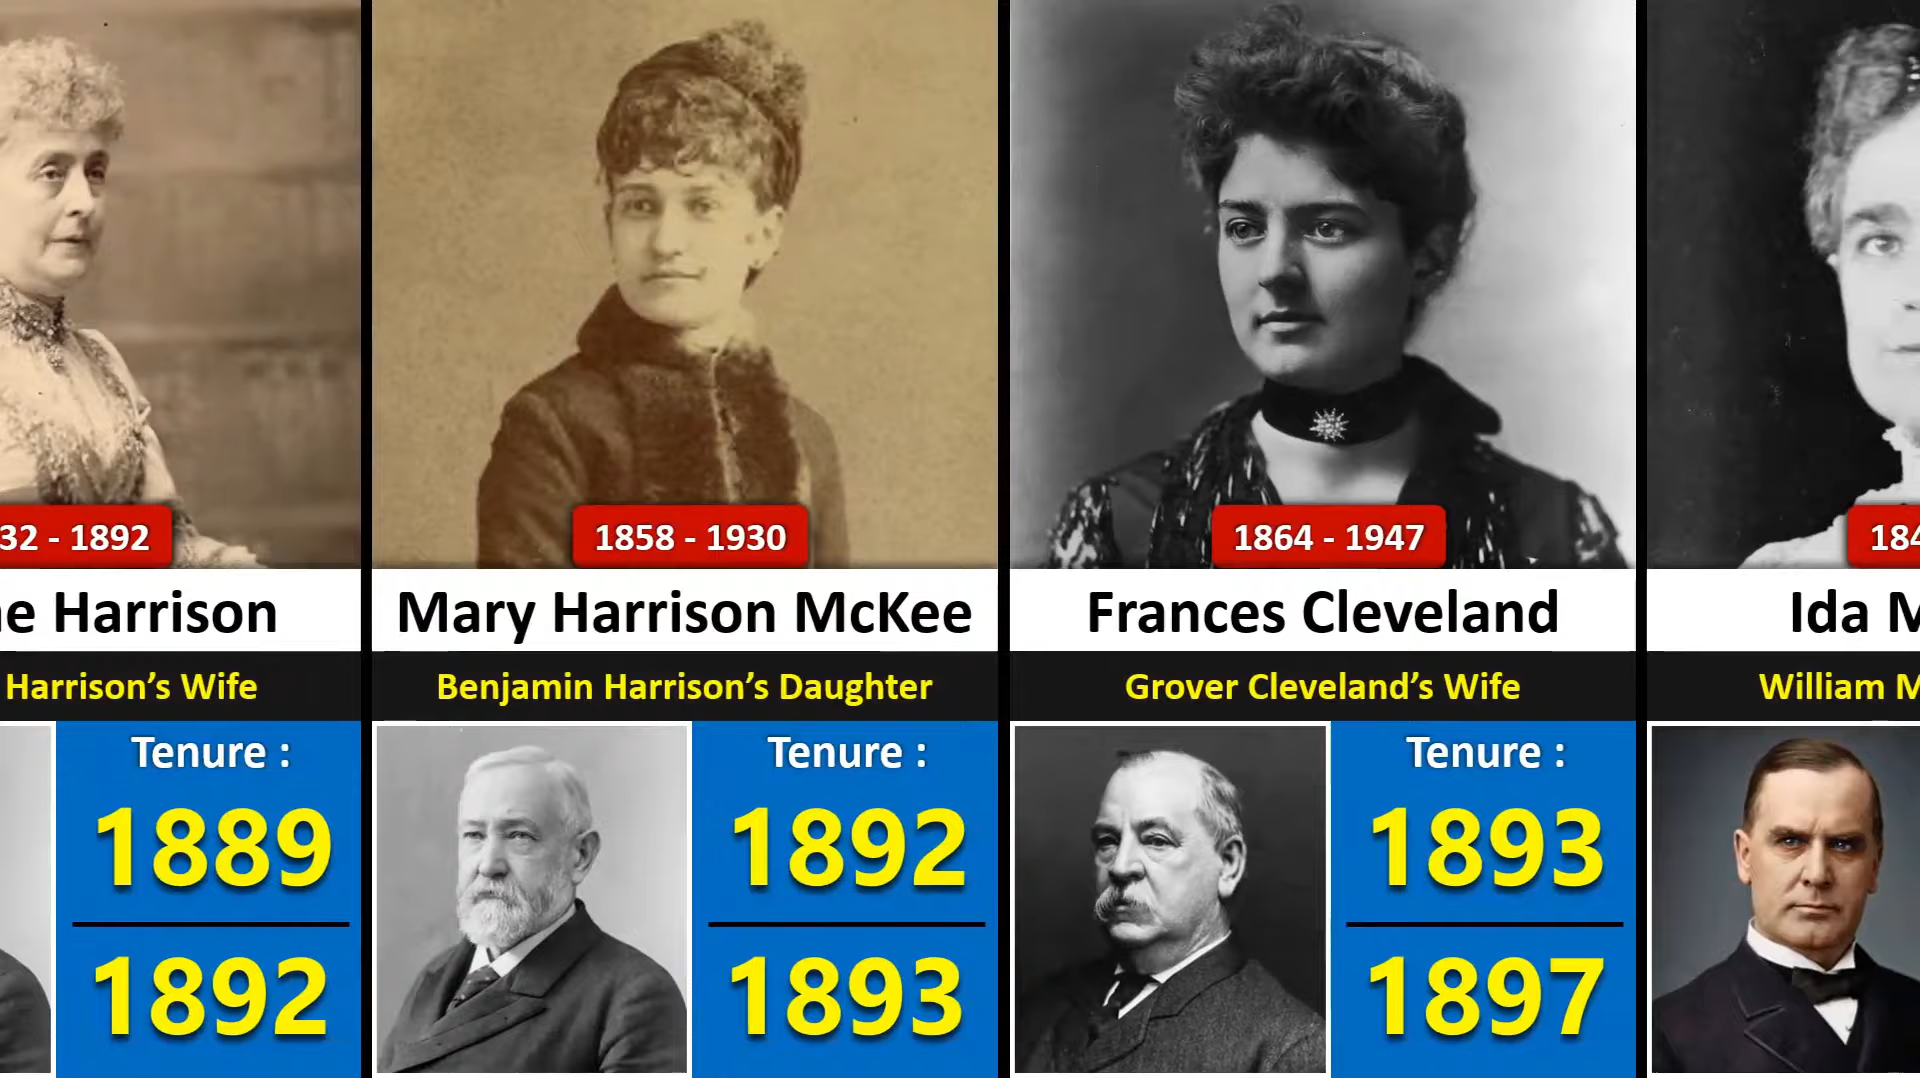 32 - 1892
ne Harrison
Harrison's Wife
Tenure :
1889
1892
1858 - 1930
Mary Harrison McKee
Benjamin Harrison's Daughter
Tenure :
1892
1893
1864 - 1947
Frances Cleveland
Grover Cleveland's Wife
Tenure :
1893
1897
184
Ida M
William M